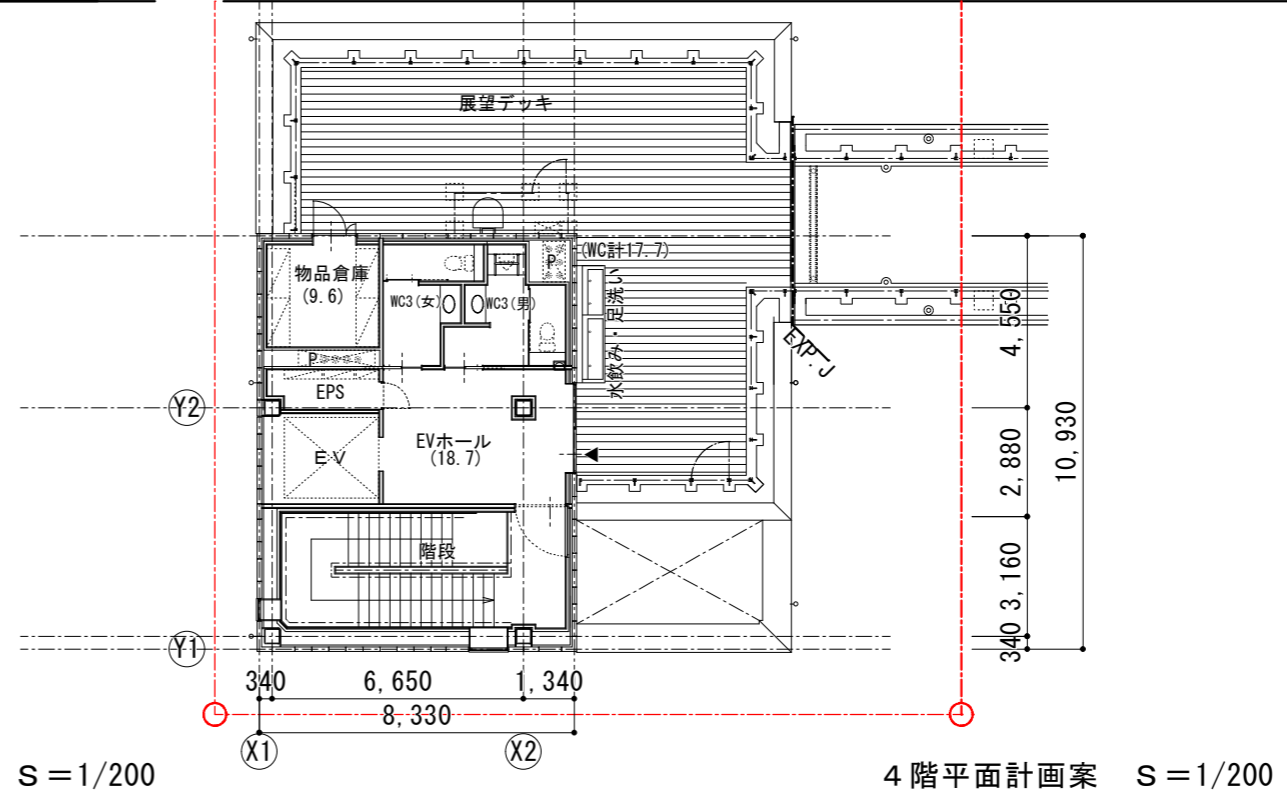 展望デッキ
物品倉庫
(9.6)
WC3(女)
WC3(男)
P
(WC計17.7)
水飲み・足洗い
P
EPS
EV
EVホール
(18.7)
階段
EXP.J
Y2
Y1
4,550
2,880
3,160
340
10,930
340
6,650
1,340
8,330
X1
X2
S=1/200
4階平面計画案 S=1/200